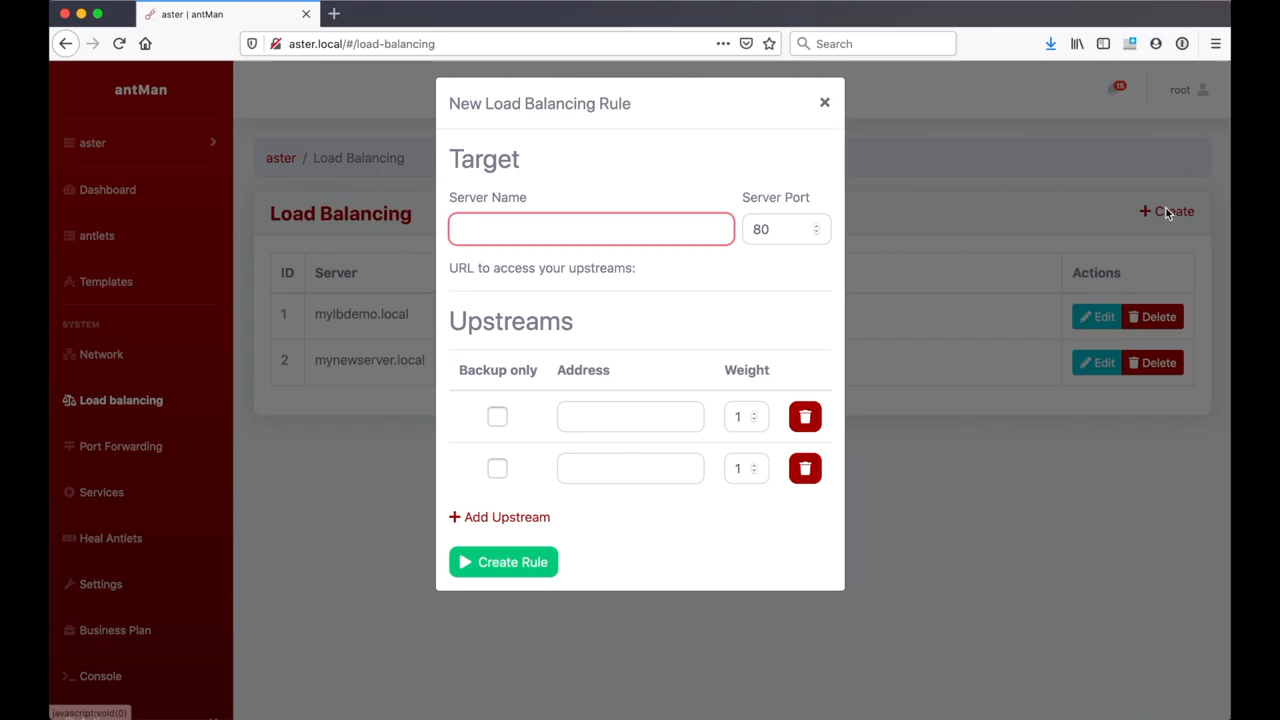 aster | antMan
aster.local/#/load-balancing
Search
antMan
15
root
aster
aster / Load Balancing
Dashboard
antlets
Templates
SYSTEM
Network
Load balancing
Port Forwarding
Services
Heal Antlets
Settings
Business Plan
Console
javascript:void(0)
Load Balancing
Create
ID Server Actions
1 mylbdemo.local Edit Delete
2 mynewserver.local Edit Delete
New Load Balancing Rule
Target
Server Name Server Port
80
URL to access your upstreams:
Upstreams
Backup only Address Weight
1
1
Add Upstream
Create Rule